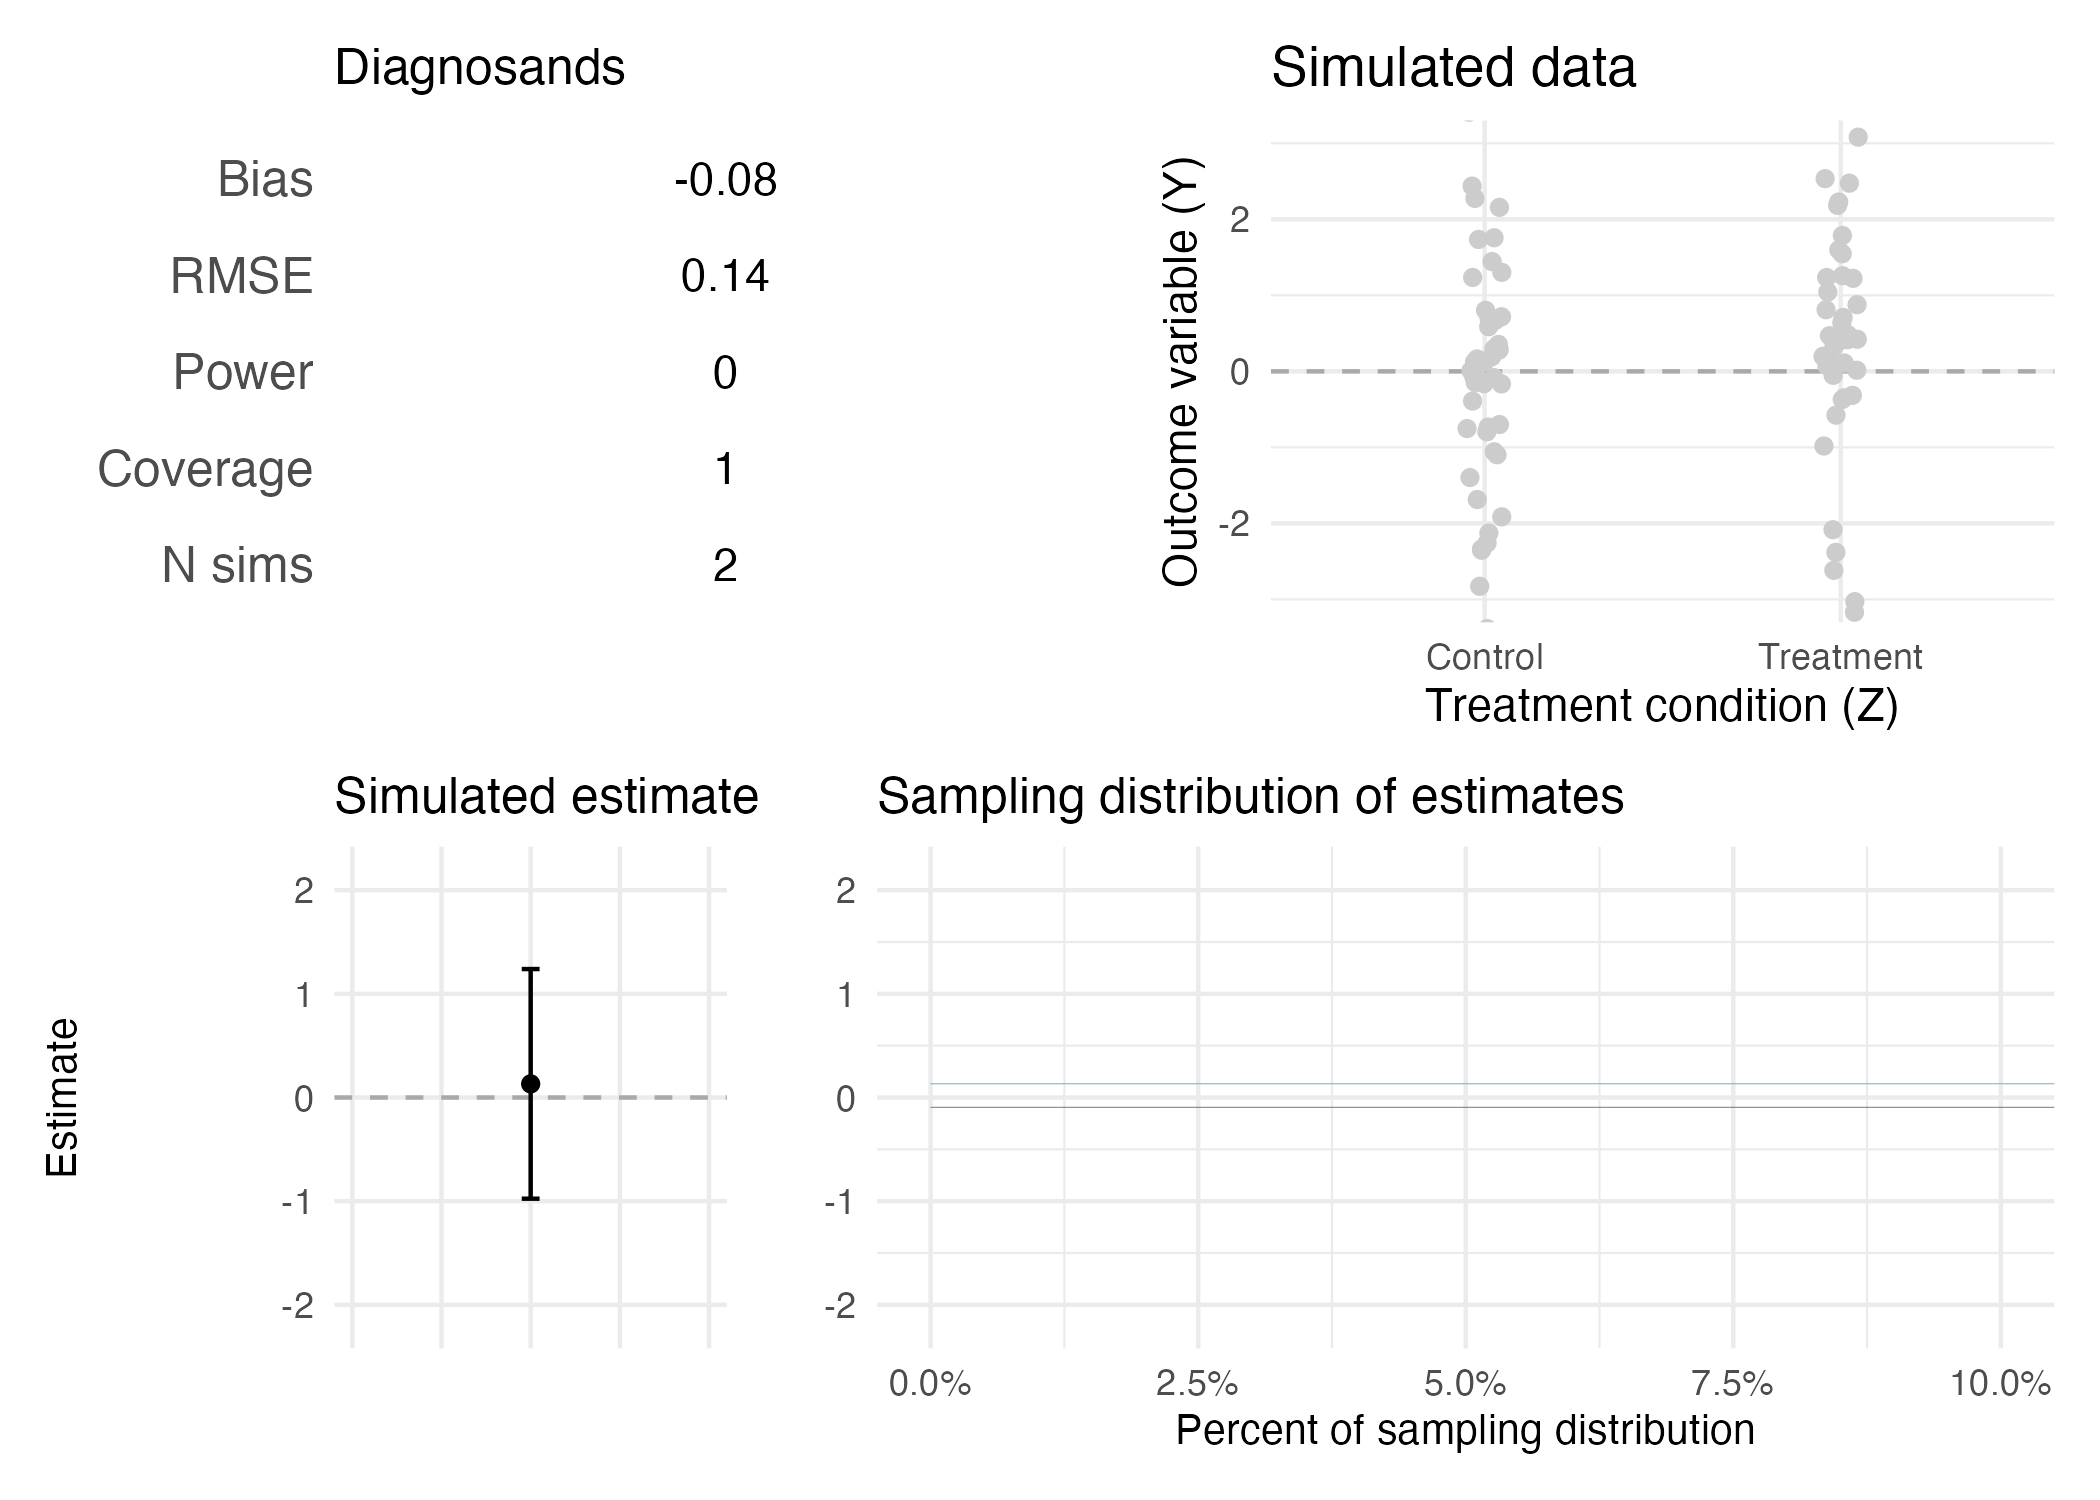 Diagnosands
Bias -0.08
RMSE 0.14
Power 0
Coverage 1
N sims 2
Simulated data
Outcome variable (Y)
2
0
-2
Control Treatment
Treatment condition (Z)
Simulated estimate
Estimate
2
1
0
-1
-2
Sampling distribution of estimates
2
1
0
-1
-2
0.0% 2.5% 5.0% 7.5% 10.0%
Percent of sampling distribution